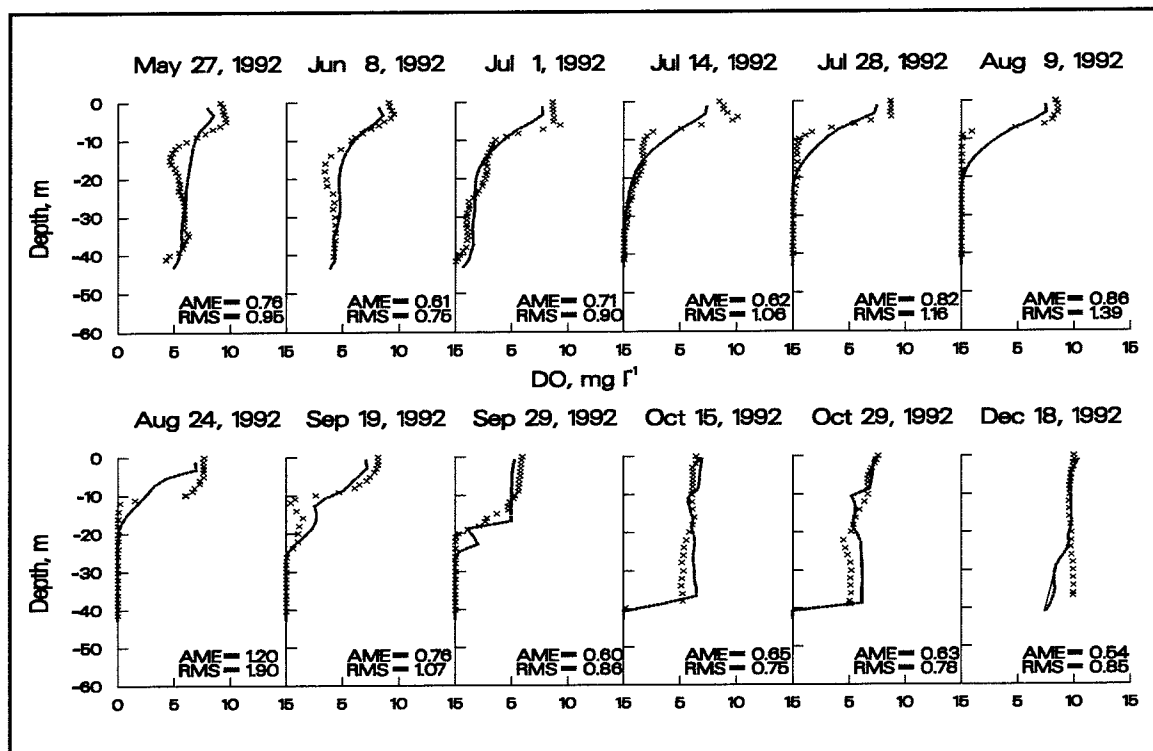 May 27, 1992 Jun 8, 1992 Jul 1, 1992 Jul 14, 1992 Jul 28, 1992 Aug 9, 1992
0
-10
-20
-30
-40
-50
-60
Depth, m
AME= 0.76 AME= 0.61 AME= 0.71 AME= 0.62 AME= 0.82 AME= 0.86
RMS= 0.95 RMS= 0.75 RMS= 0.90 RMS= 1.06 RMS= 1.16 RMS= 1.39
0 5 10 15 5 10 15 5 10 15 5 10 15 5 10 15 5 10 15
DO, mg l⁻¹
Aug 24, 1992 Sep 19, 1992 Sep 29, 1992 Oct 15, 1992 Oct 29, 1992 Dec 18, 1992
0
-10
-20
-30
-40
-50
-60
Depth, m
AME= 1.20 AME= 0.76 AME= 0.60 AME= 0.65 AME= 0.63 AME= 0.54
RMS= 1.90 RMS= 1.07 RMS= 0.86 RMS= 0.75 RMS= 0.78 RMS= 0.85
0 5 10 15 5 10 15 5 10 15 5 10 15 5 10 15 5 10 15